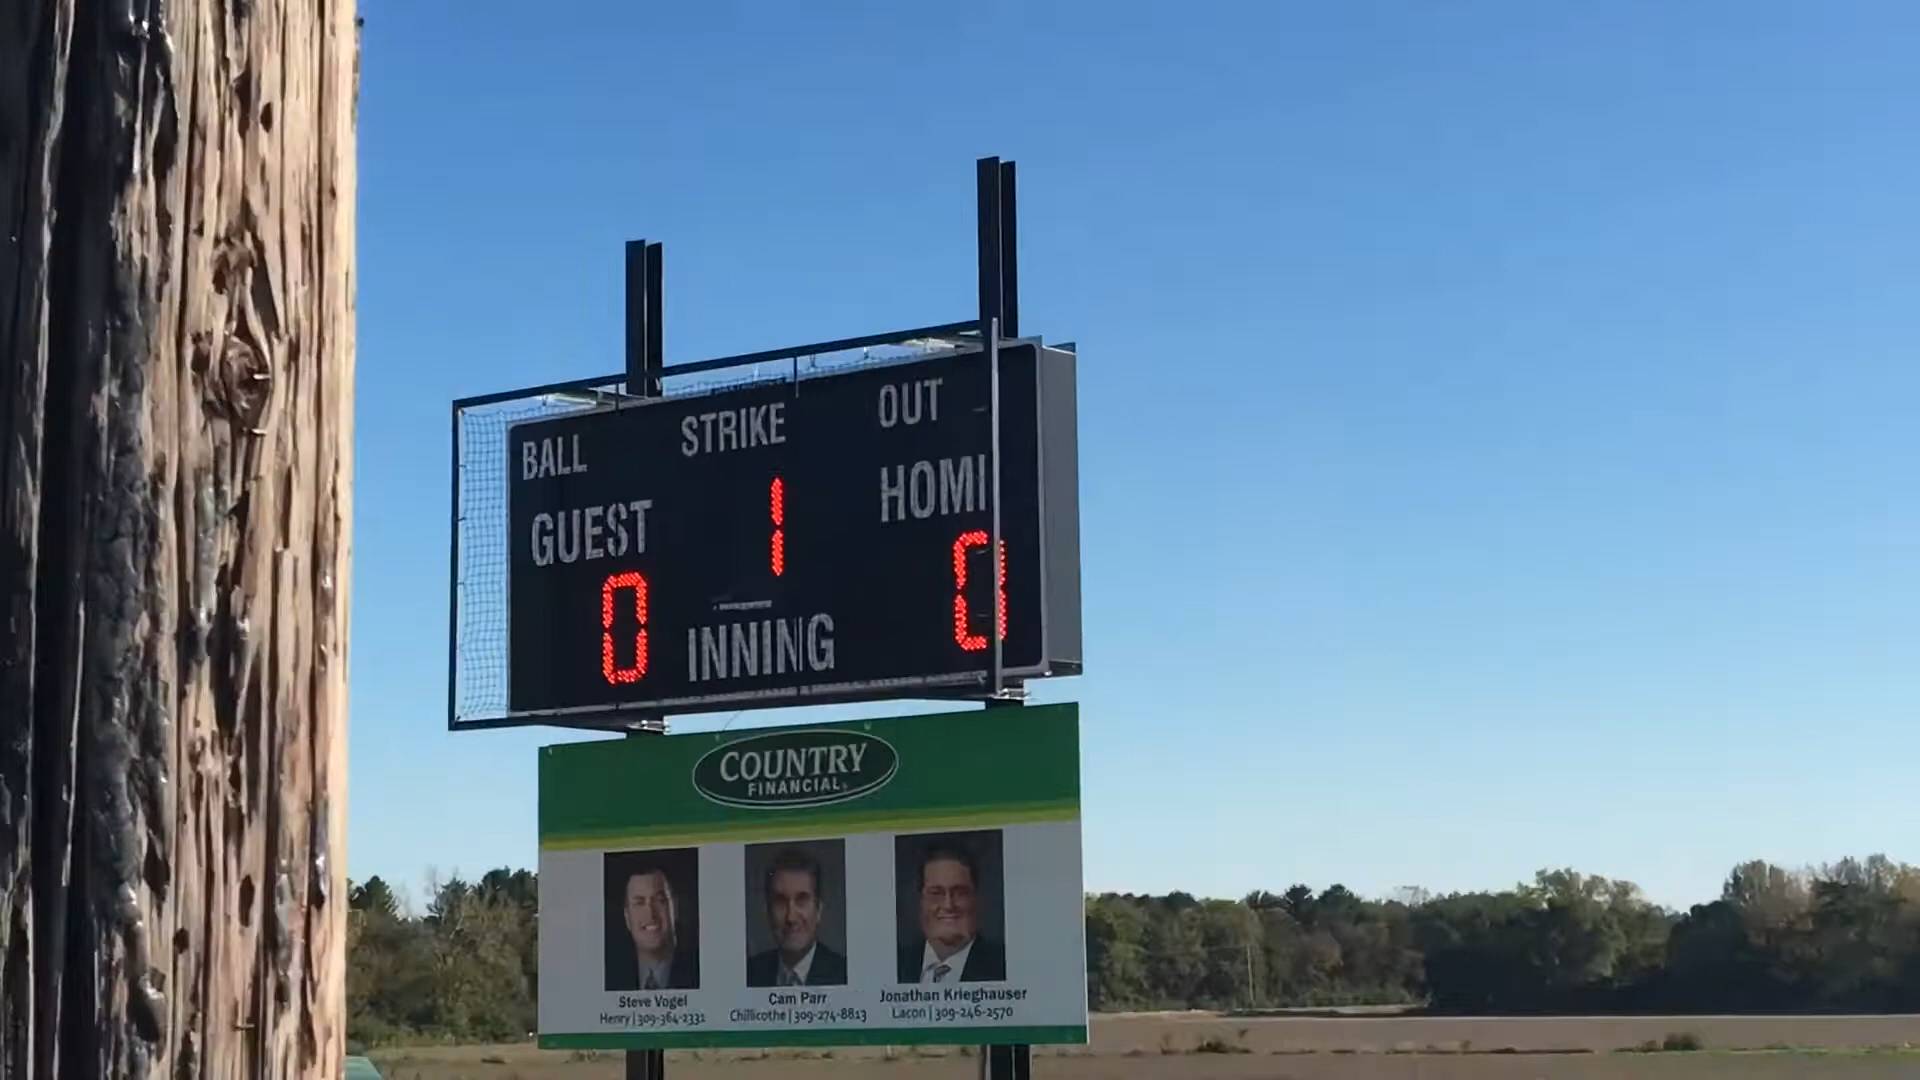 BALL STRIKE OUT
GUEST HOM
1
0 0
INNING
COUNTRY
FINANCIAL
Steve Vogel
Henry | 309-364-2331
Cam Parr
Chillicothe | 309-274-8813
Jonathan Krieghauser
Lacon | 309-246-2570